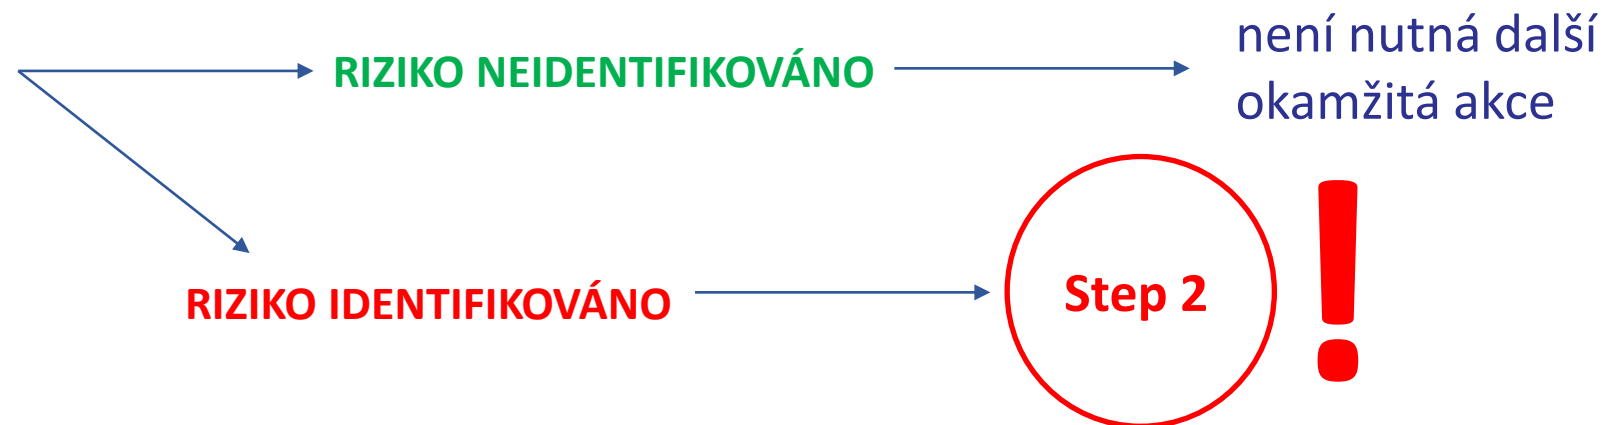 RIZIKO NEIDENTIFIKOVÁNO
není nutná další
okamžitá akce
RIZIKO IDENTIFIKOVÁNO
Step 2
!